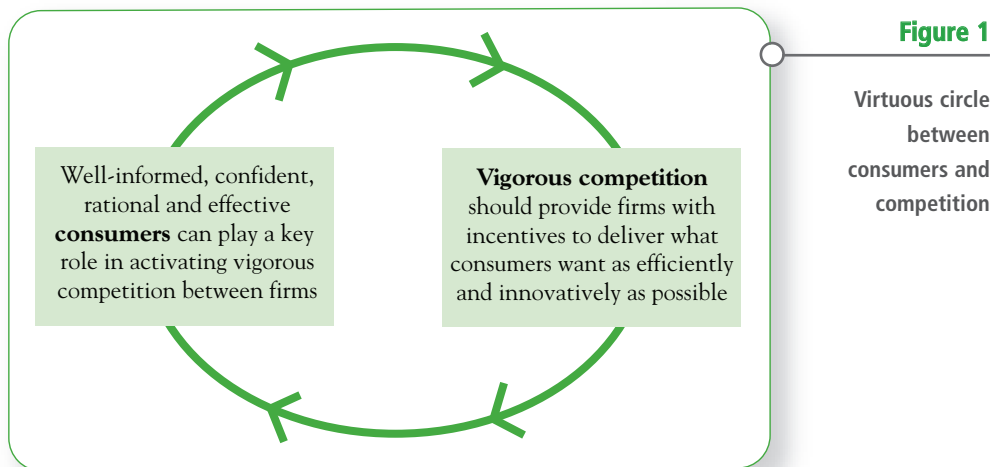 Figure 1
Virtuous circle
between
consumers and
competition
Well-informed, confident,
rational and effective
consumers can play a key
role in activating vigorous
competition between firms
Vigorous competition
should provide firms with
incentives to deliver what
consumers want as efficiently
and innovatively as possible